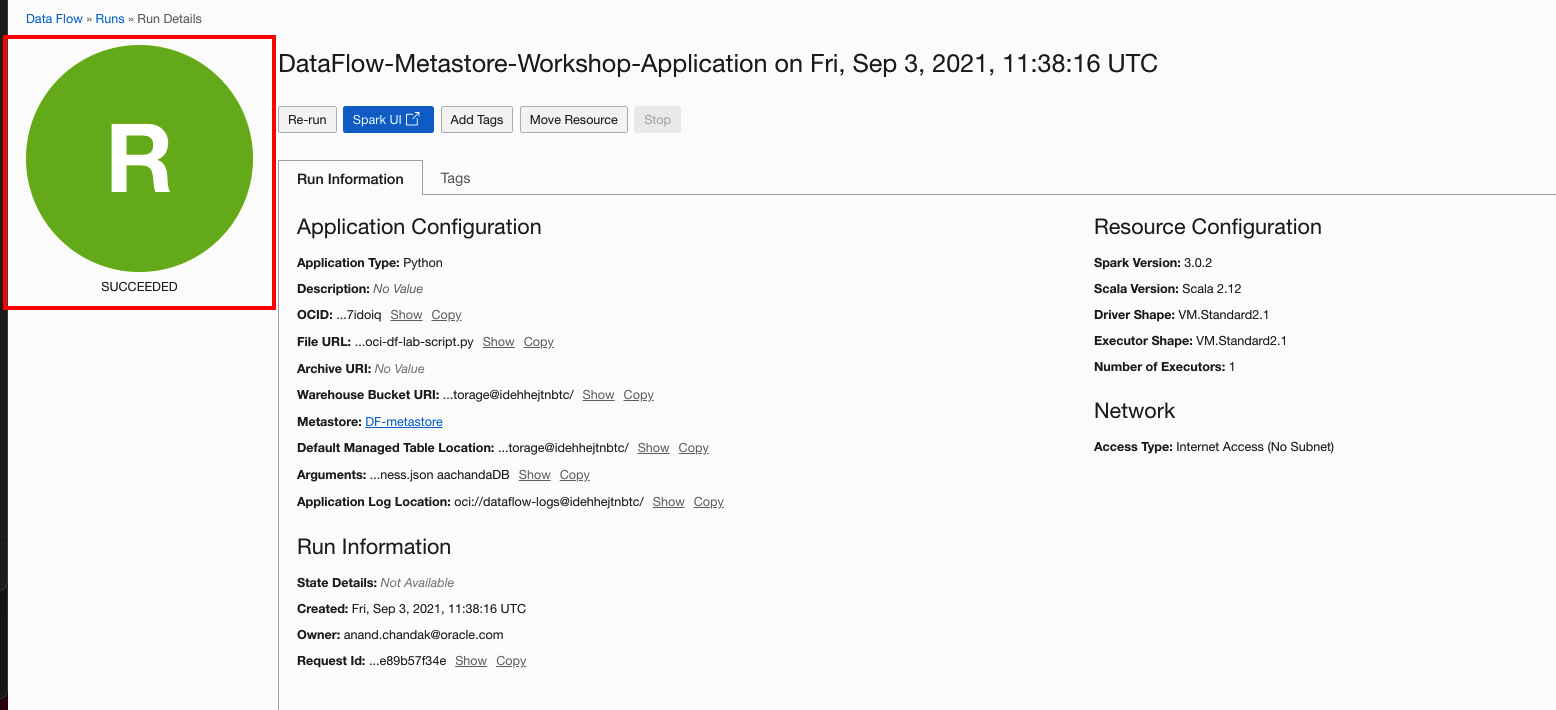 Data Flow » Runs » Run Details
R
SUCCEEDED
DataFlow-Metastore-Workshop-Application on Fri, Sep 3, 2021, 11:38:16 UTC
Re-run Spark UI Add Tags Move Resource Stop
Run Information Tags
Application Configuration
Application Type: Python
Description: No Value
OCID: ...7idoiq Show Copy
File URL: ...oci-df-lab-script.py Show Copy
Archive URI: No Value
Warehouse Bucket URI: ...torage@idehhejtnbtc/ Show Copy
Metastore: DF-metastore
Default Managed Table Location: ...torage@idehhejtnbtc/ Show Copy
Arguments: ...ness.json aachandaDB Show Copy
Application Log Location: oci://dataflow-logs@idehhejtnbtc/ Show Copy
Run Information
State Details: Not Available
Created: Fri, Sep 3, 2021, 11:38:16 UTC
Owner: anand.chandak@oracle.com
Request Id: ...e89b57f34e Show Copy
Resource Configuration
Spark Version: 3.0.2
Scala Version: Scala 2.12
Driver Shape: VM.Standard2.1
Executor Shape: VM.Standard2.1
Number of Executors: 1
Network
Access Type: Internet Access (No Subnet)